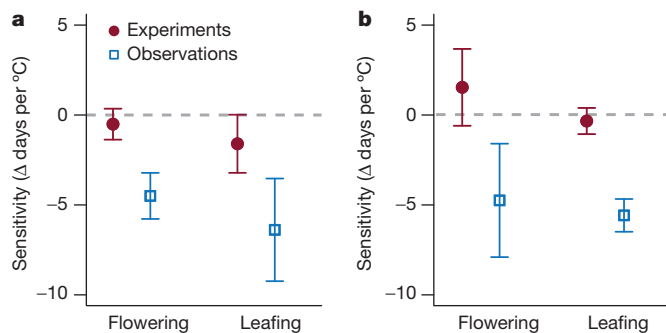 a
Experiments
Observations
Sensitivity (Δ days per °C)
5
0
−5
−10
Flowering Leafing
b
Sensitivity (Δ days per °C)
5
0
−5
−10
Flowering Leafing